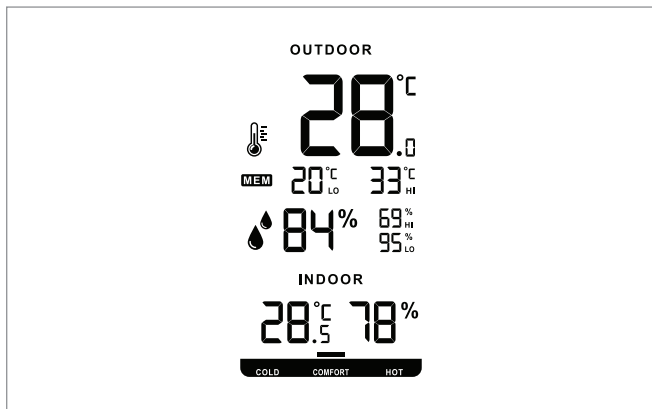 OUTDOOR
28.0 °C
MEM 20 °C LO 33 °C HI
84% 69% HI
95% LO
INDOOR
28.5 °C 78%
COLD COMFORT HOT